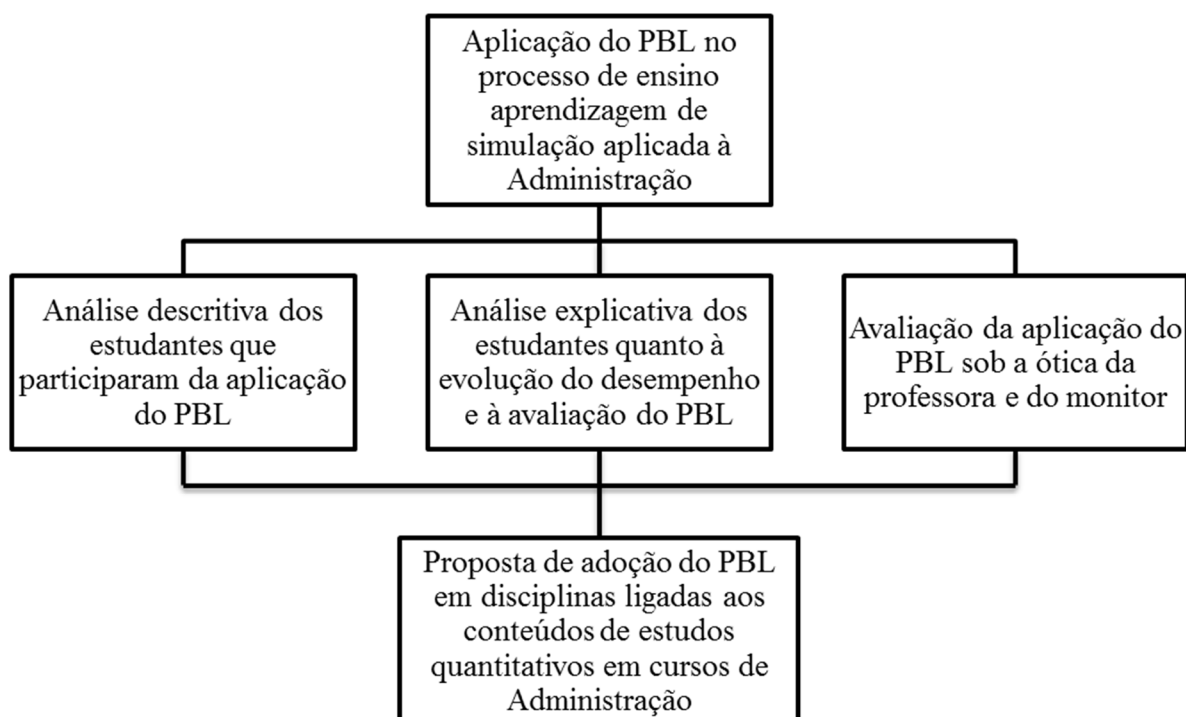 Aplicação do PBL no
processo de ensino
aprendizagem de
simulação aplicada à
Administração
Análise descritiva dos
estudantes que
participaram da aplicação
do PBL
Análise explicativa dos
estudantes quanto à
evolução do desempenho
e à avaliação do PBL
Avaliação da aplicação do
PBL sob a ótica da
professora e do monitor
Proposta de adoção do PBL
em disciplinas ligadas aos
conteúdos de estudos
quantitativos em cursos de
Administração